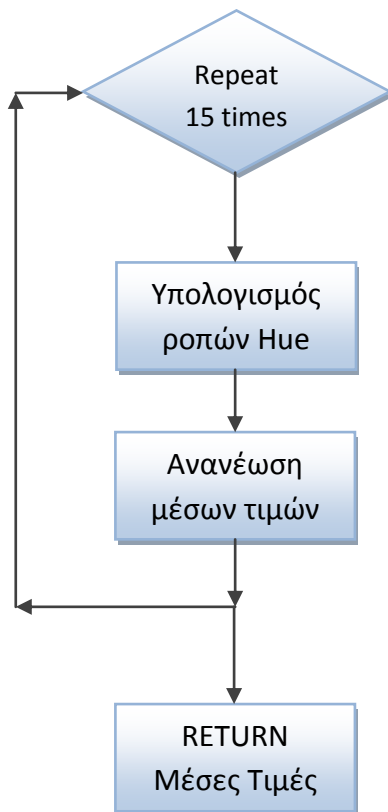 Repeat
15 times
Υπολογισμός
ροπών Hue
Ανανέωση
μέσων τιμών
RETURN
Μέσες Τιμές